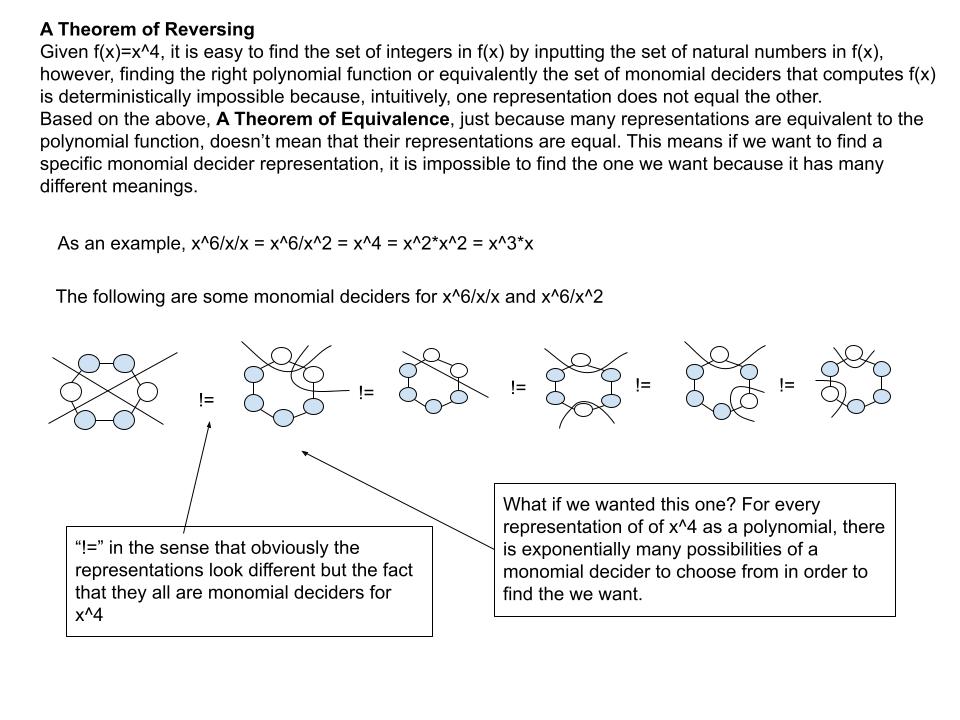 A Theorem of Reversing
Given f(x)=x^4, it is easy to find the set of integers in f(x) by inputting the set of natural numbers in f(x),
however, finding the right polynomial function or equivalently the set of monomial deciders that computes f(x)
is deterministically impossible because, intuitively, one representation does not equal the other.
Based on the above, A Theorem of Equivalence, just because many representations are equivalent to the
polynomial function, doesn’t mean that their representations are equal. This means if we want to find a
specific monomial decider representation, it is impossible to find the one we want because it has many
different meanings.
As an example, x^6/x/x = x^6/x^2 = x^4 = x^2*x^2 = x^3*x
The following are some monomial deciders for x^6/x/x and x^6/x^2
!= != != != !=
What if we wanted this one? For every
representation of of x^4 as a polynomial, there
is exponentially many possibilities of a
monomial decider to choose from in order to
find the we want.
“!=” in the sense that obviously the
representations look different but the fact
that they all are monomial deciders for
x^4